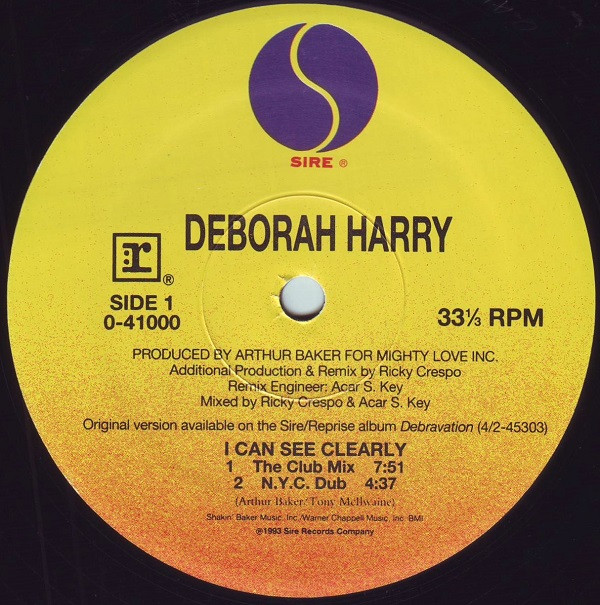 SIRE ®
DEBORAH HARRY
r ®
SIDE 1
0-41000
33⅓ RPM
PRODUCED BY ARTHUR BAKER FOR MIGHTY LOVE INC.
Additional Production & Remix by Ricky Crespo
Remix Engineer: Acar S. Key
Mixed by Ricky Crespo & Acar S. Key
Original version available on the Sire/Reprise album Debravation (4/2-45303)
I CAN SEE CLEARLY
1 The Club Mix 7:51
2 N.Y.C. Dub 4:37
(Arthur Baker/Tony McIlwaine)
Shakin' Baker Music, Inc./Warner Chappell Music, Inc. BMI
℗1993 Sire Records Company